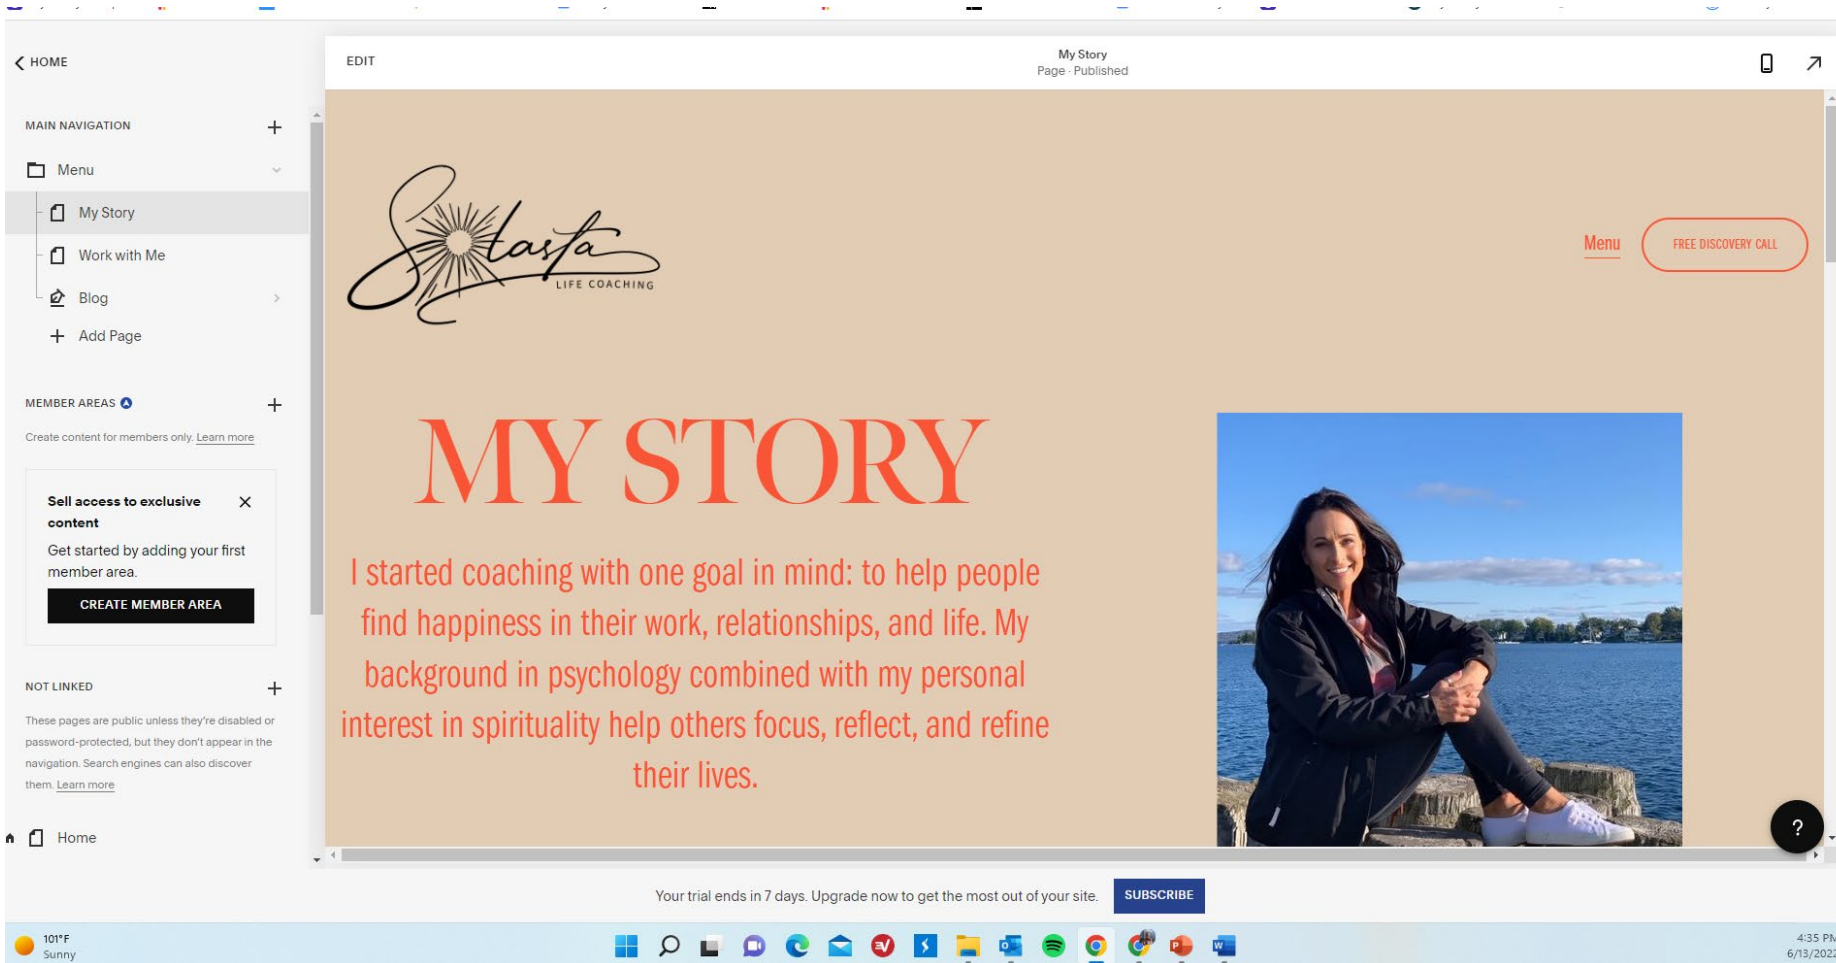 HOME
EDIT
My Story
Page · Published
MAIN NAVIGATION
Menu
My Story
Work with Me
Blog
Add Page
MEMBER AREAS
Create content for members only. Learn more
Sell access to exclusive
content
Get started by adding your first
member area.
CREATE MEMBER AREA
NOT LINKED
These pages are public unless they're disabled or
password-protected, but they don't appear in the
navigation. Search engines can also discover
them. Learn more
Home
Solasta
LIFE COACHING
Menu
FREE DISCOVERY CALL
MY STORY
I started coaching with one goal in mind: to help people
find happiness in their work, relationships, and life. My
background in psychology combined with my personal
interest in spirituality help others focus, reflect, and refine
their lives.
?
Your trial ends in 7 days. Upgrade now to get the most out of your site.
SUBSCRIBE
101°F
Sunny
4:35 PM